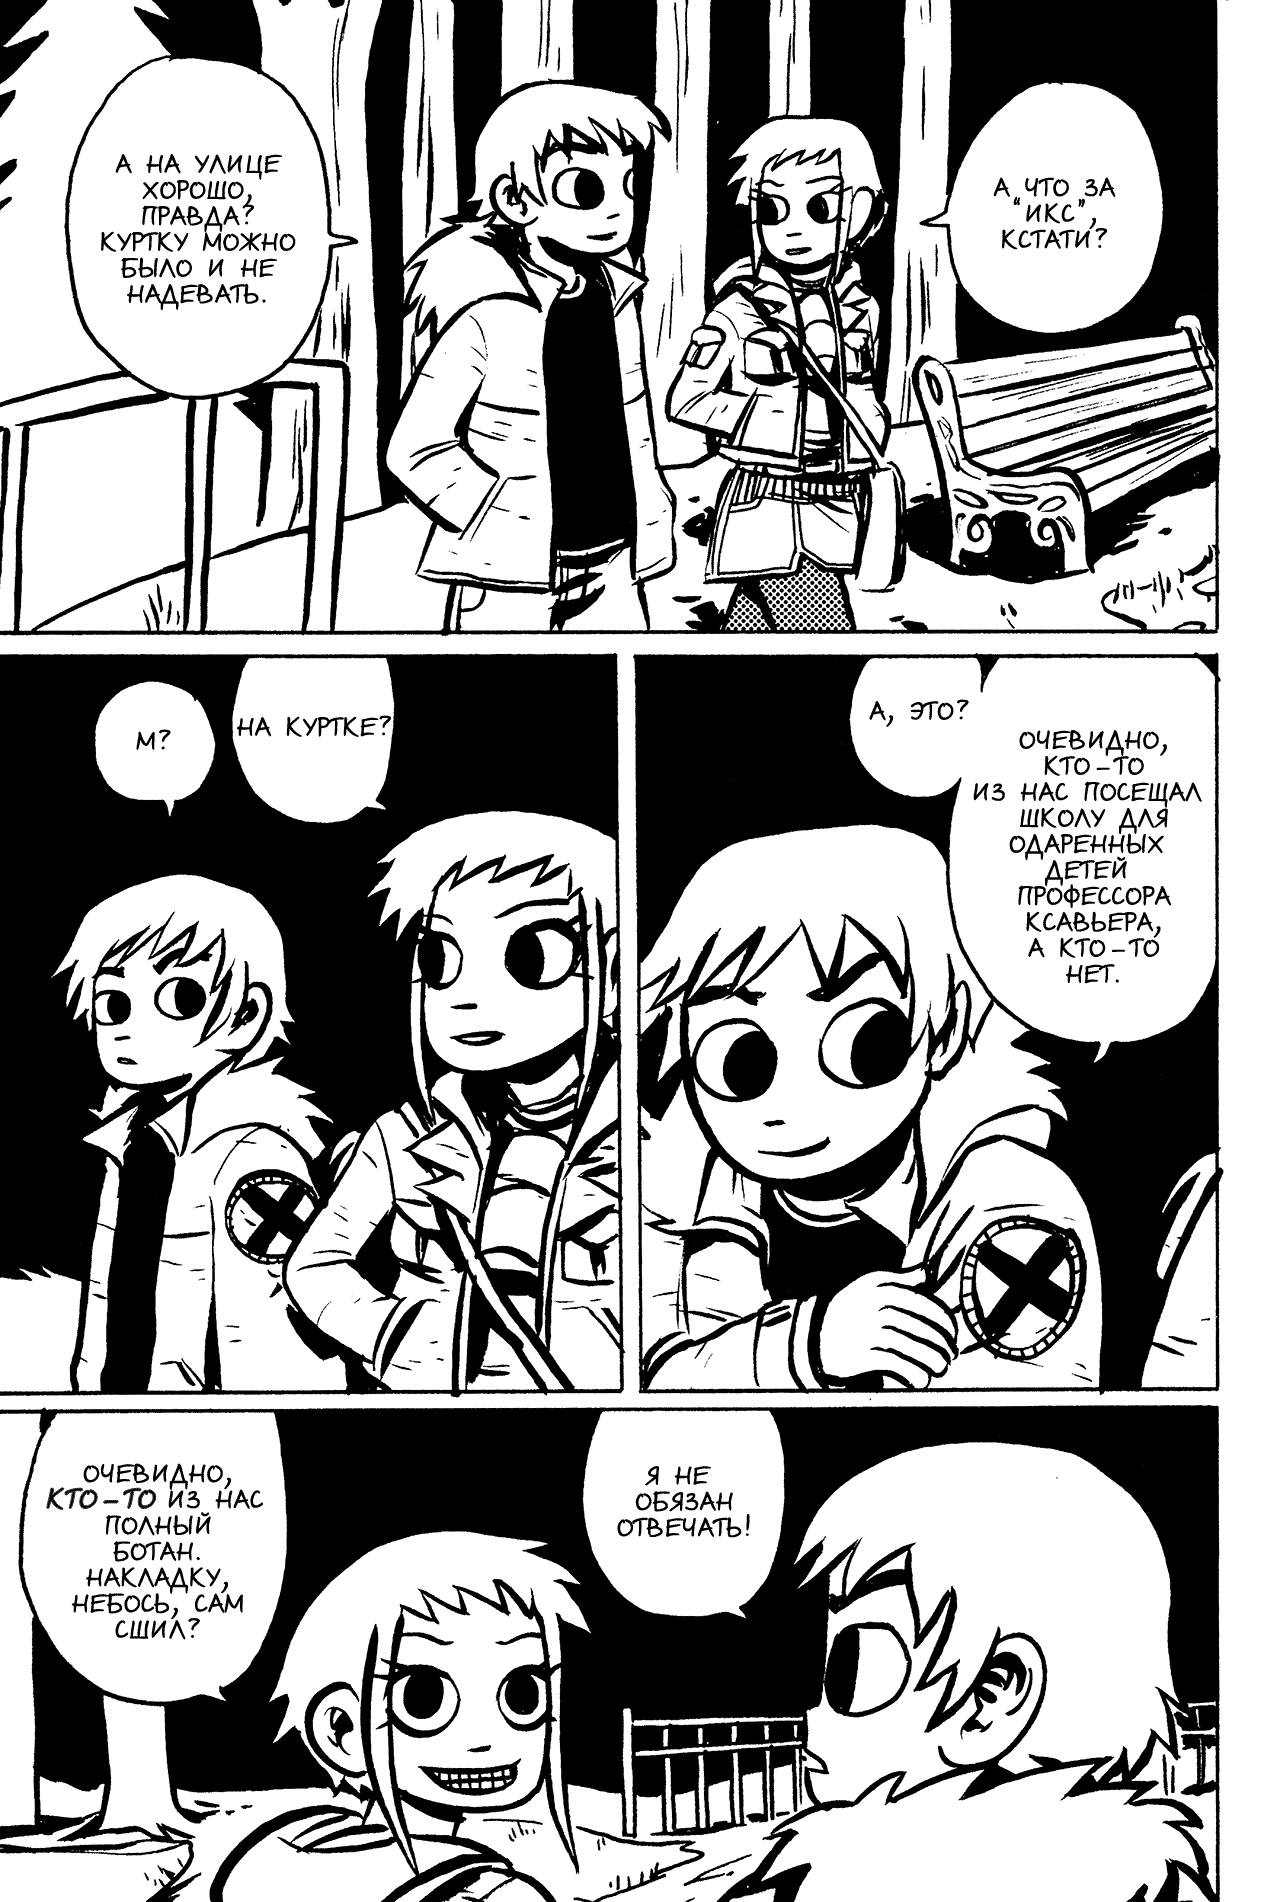 А НА УЛИЦЕ
ХОРОШО,
ПРАВДА?
КУРТКУ МОЖНО
БЫЛО И НЕ
НАДЕВАТЬ.
А ЧТО ЗА
"ИКС",
КСТАТИ?
М?
НА КУРТКЕ?
А, ЭТО?
ОЧЕВИДНО,
КТО-ТО
ИЗ НАС ПОСЕЩАЛ
ШКОЛУ ДЛЯ
ОДАРЕННЫХ
ДЕТЕЙ
ПРОФЕССОРА
КСАВЬЕРА,
А КТО-ТО
НЕТ.
ОЧЕВИДНО,
КТО-ТО ИЗ НАС
ПОЛНЫЙ
БОТАН.
НАКЛАДКУ,
НЕБОСЬ, САМ
СШИЛ?
Я НЕ
ОБЯЗАН
ОТВЕЧАТЬ!